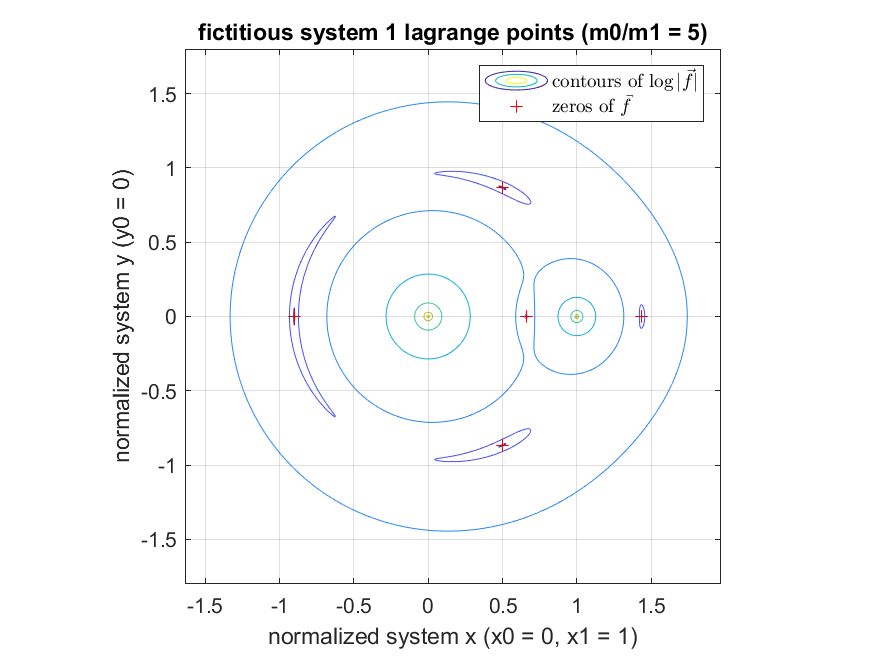 fictitious system 1 lagrange points (m0/m1 = 5)
contours of log|f⃗|
zeros of f⃗
normalized system y (y0 = 0)
1.5
1
0.5
0
-0.5
-1
-1.5
-1.5
-1
-0.5
0
0.5
1
1.5
normalized system x (x0 = 0, x1 = 1)